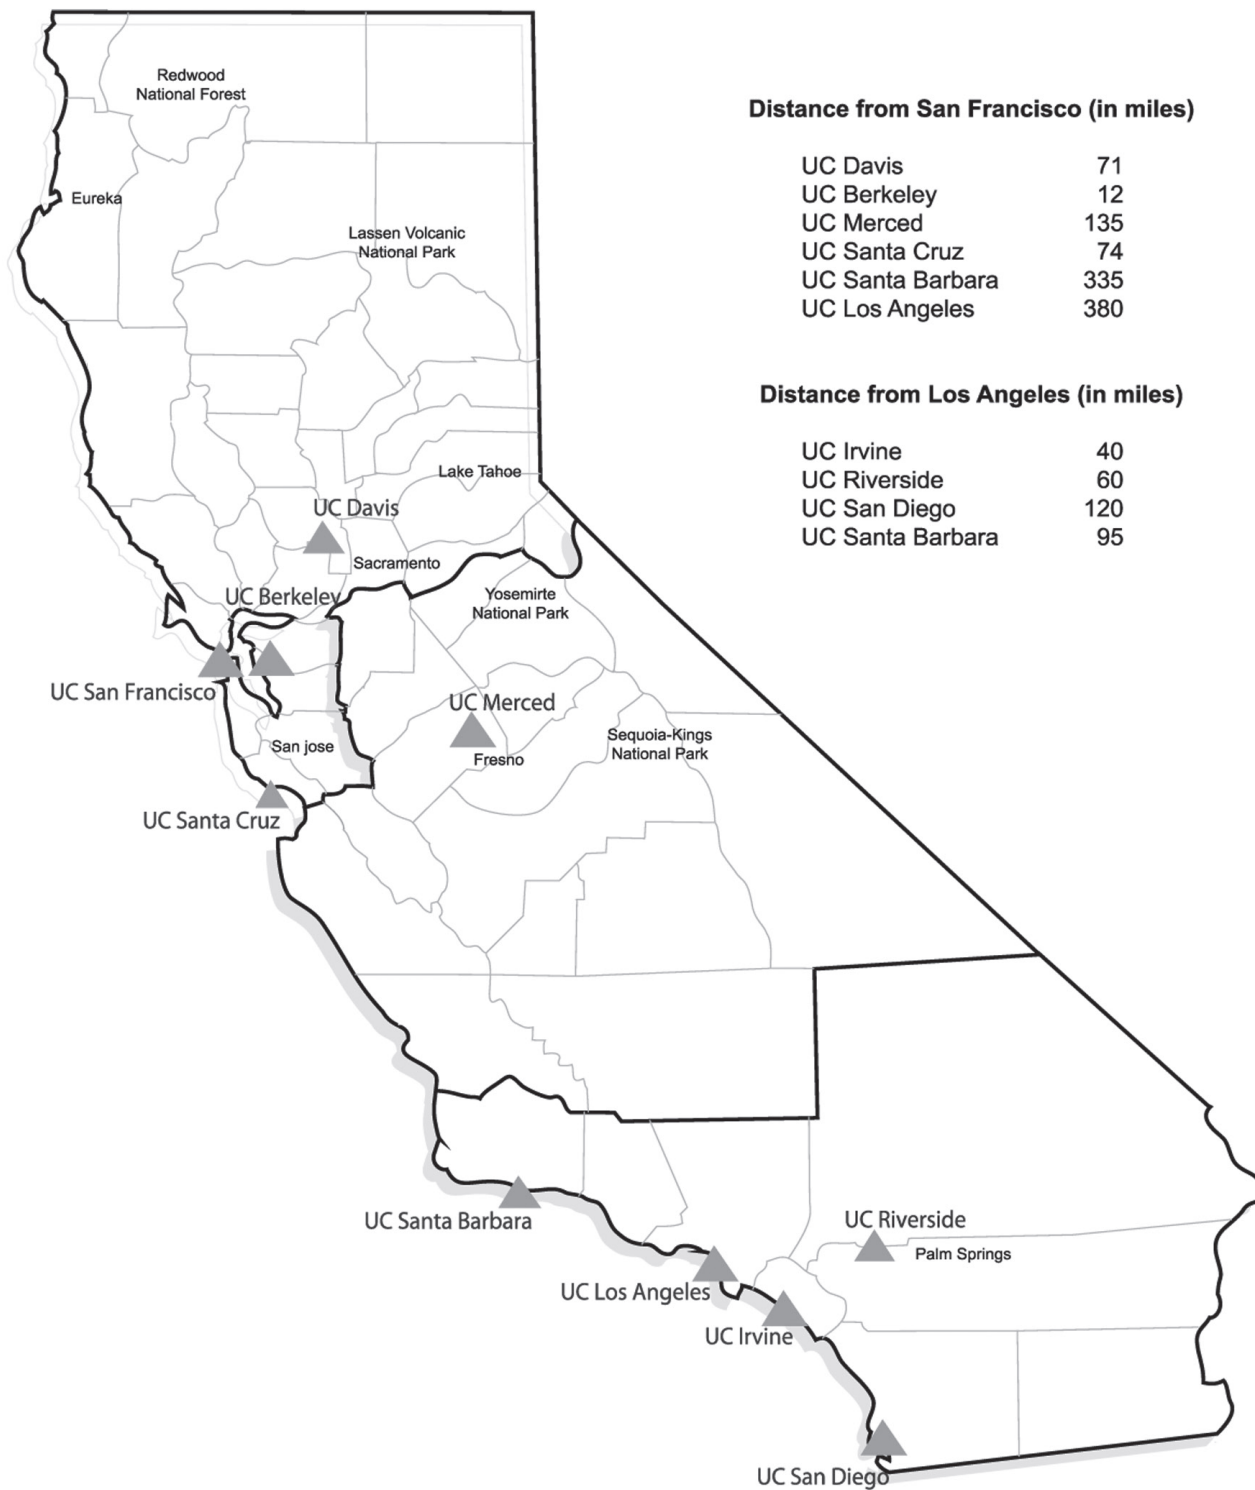 Redwood
National Forest
Eureka
Lassen Volcanic
National Park
Lake Tahoe
UC Davis
Sacramento
UC Berkeley
Yosemirte
National Park
UC San Francisco
UC Merced
Fresno
Sequoia-Kings
National Park
San jose
UC Santa Cruz
UC Santa Barbara
UC Riverside
Palm Springs
UC Los Angeles
UC Irvine
UC San Diego
Distance from San Francisco (in miles)
UC Davis 71
UC Berkeley 12
UC Merced 135
UC Santa Cruz 74
UC Santa Barbara 335
UC Los Angeles 380
Distance from Los Angeles (in miles)
UC Irvine 40
UC Riverside 60
UC San Diego 120
UC Santa Barbara 95